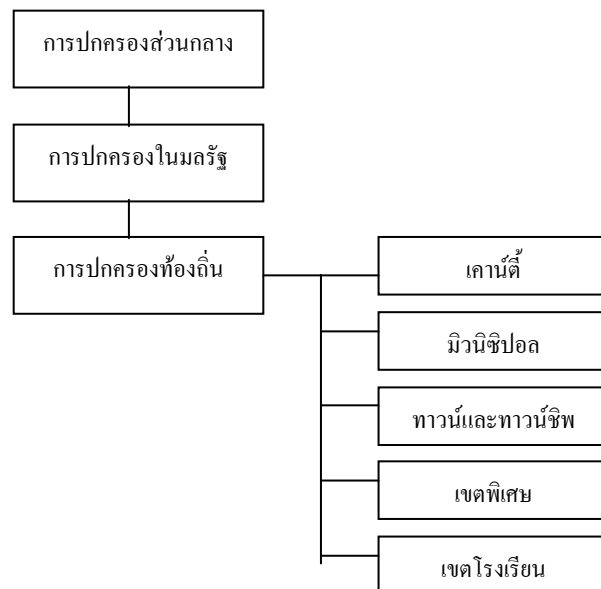 การปกครองส่วนกลาง
การปกครองในมลรัฐ
การปกครองท้องถิ่น
เคาน์ตี้
มิวนิซิปอล
ทาวน์และทาวน์ชิพ
เขตพิเศษ
เขตโรงเรียน